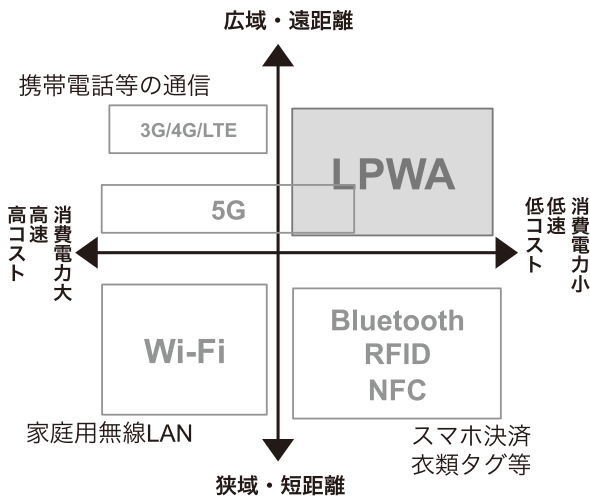 広域・遠距離
携帯電話等の通信
3G/4G/LTE
LPWA
5G
消費電力大
高速
高コスト
消費電力小
低速
低コスト
Wi-Fi
Bluetooth
RFID
NFC
家庭用無線LAN
スマホ決済
衣類タグ等
狭域・短距離